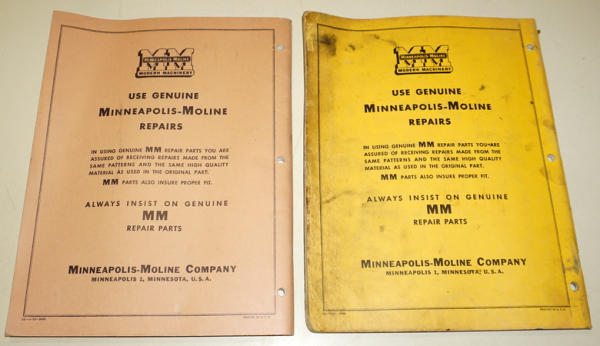 MM
MINNEAPOLIS-MOLINE
MODERN MACHINERY
USE GENUINE
MINNEAPOLIS-MOLINE
REPAIRS
IN USING GENUINE MM REPAIR PARTS YOU ARE
ASSURED OF RECEIVING REPAIRS MADE FROM THE
SAME PATTERNS AND THE SAME HIGH QUALITY
MATERIAL AS USED IN THE ORIGINAL PART.
MM PARTS ALSO INSURE PROPER FIT.
ALWAYS INSIST ON GENUINE
MM
REPAIR PARTS
MINNEAPOLIS-MOLINE COMPANY
MINNEAPOLIS 1, MINNESOTA, U.S.A.
PRINTED IN U.S.A.
MM
MINNEAPOLIS-MOLINE
MODERN MACHINERY
USE GENUINE
MINNEAPOLIS-MOLINE
REPAIRS
IN USING GENUINE MM REPAIR PARTS YOU ARE
ASSURED OF RECEIVING REPAIRS MADE FROM THE
SAME PATTERNS AND THE SAME HIGH QUALITY
MATERIAL AS USED IN THE ORIGINAL PART.
MM PARTS ALSO INSURE PROPER FIT.
ALWAYS INSIST ON GENUINE
MM
REPAIR PARTS
MINNEAPOLIS-MOLINE COMPANY
MINNEAPOLIS 1, MINNESOTA, U.S.A.
PRINTED IN U.S.A.